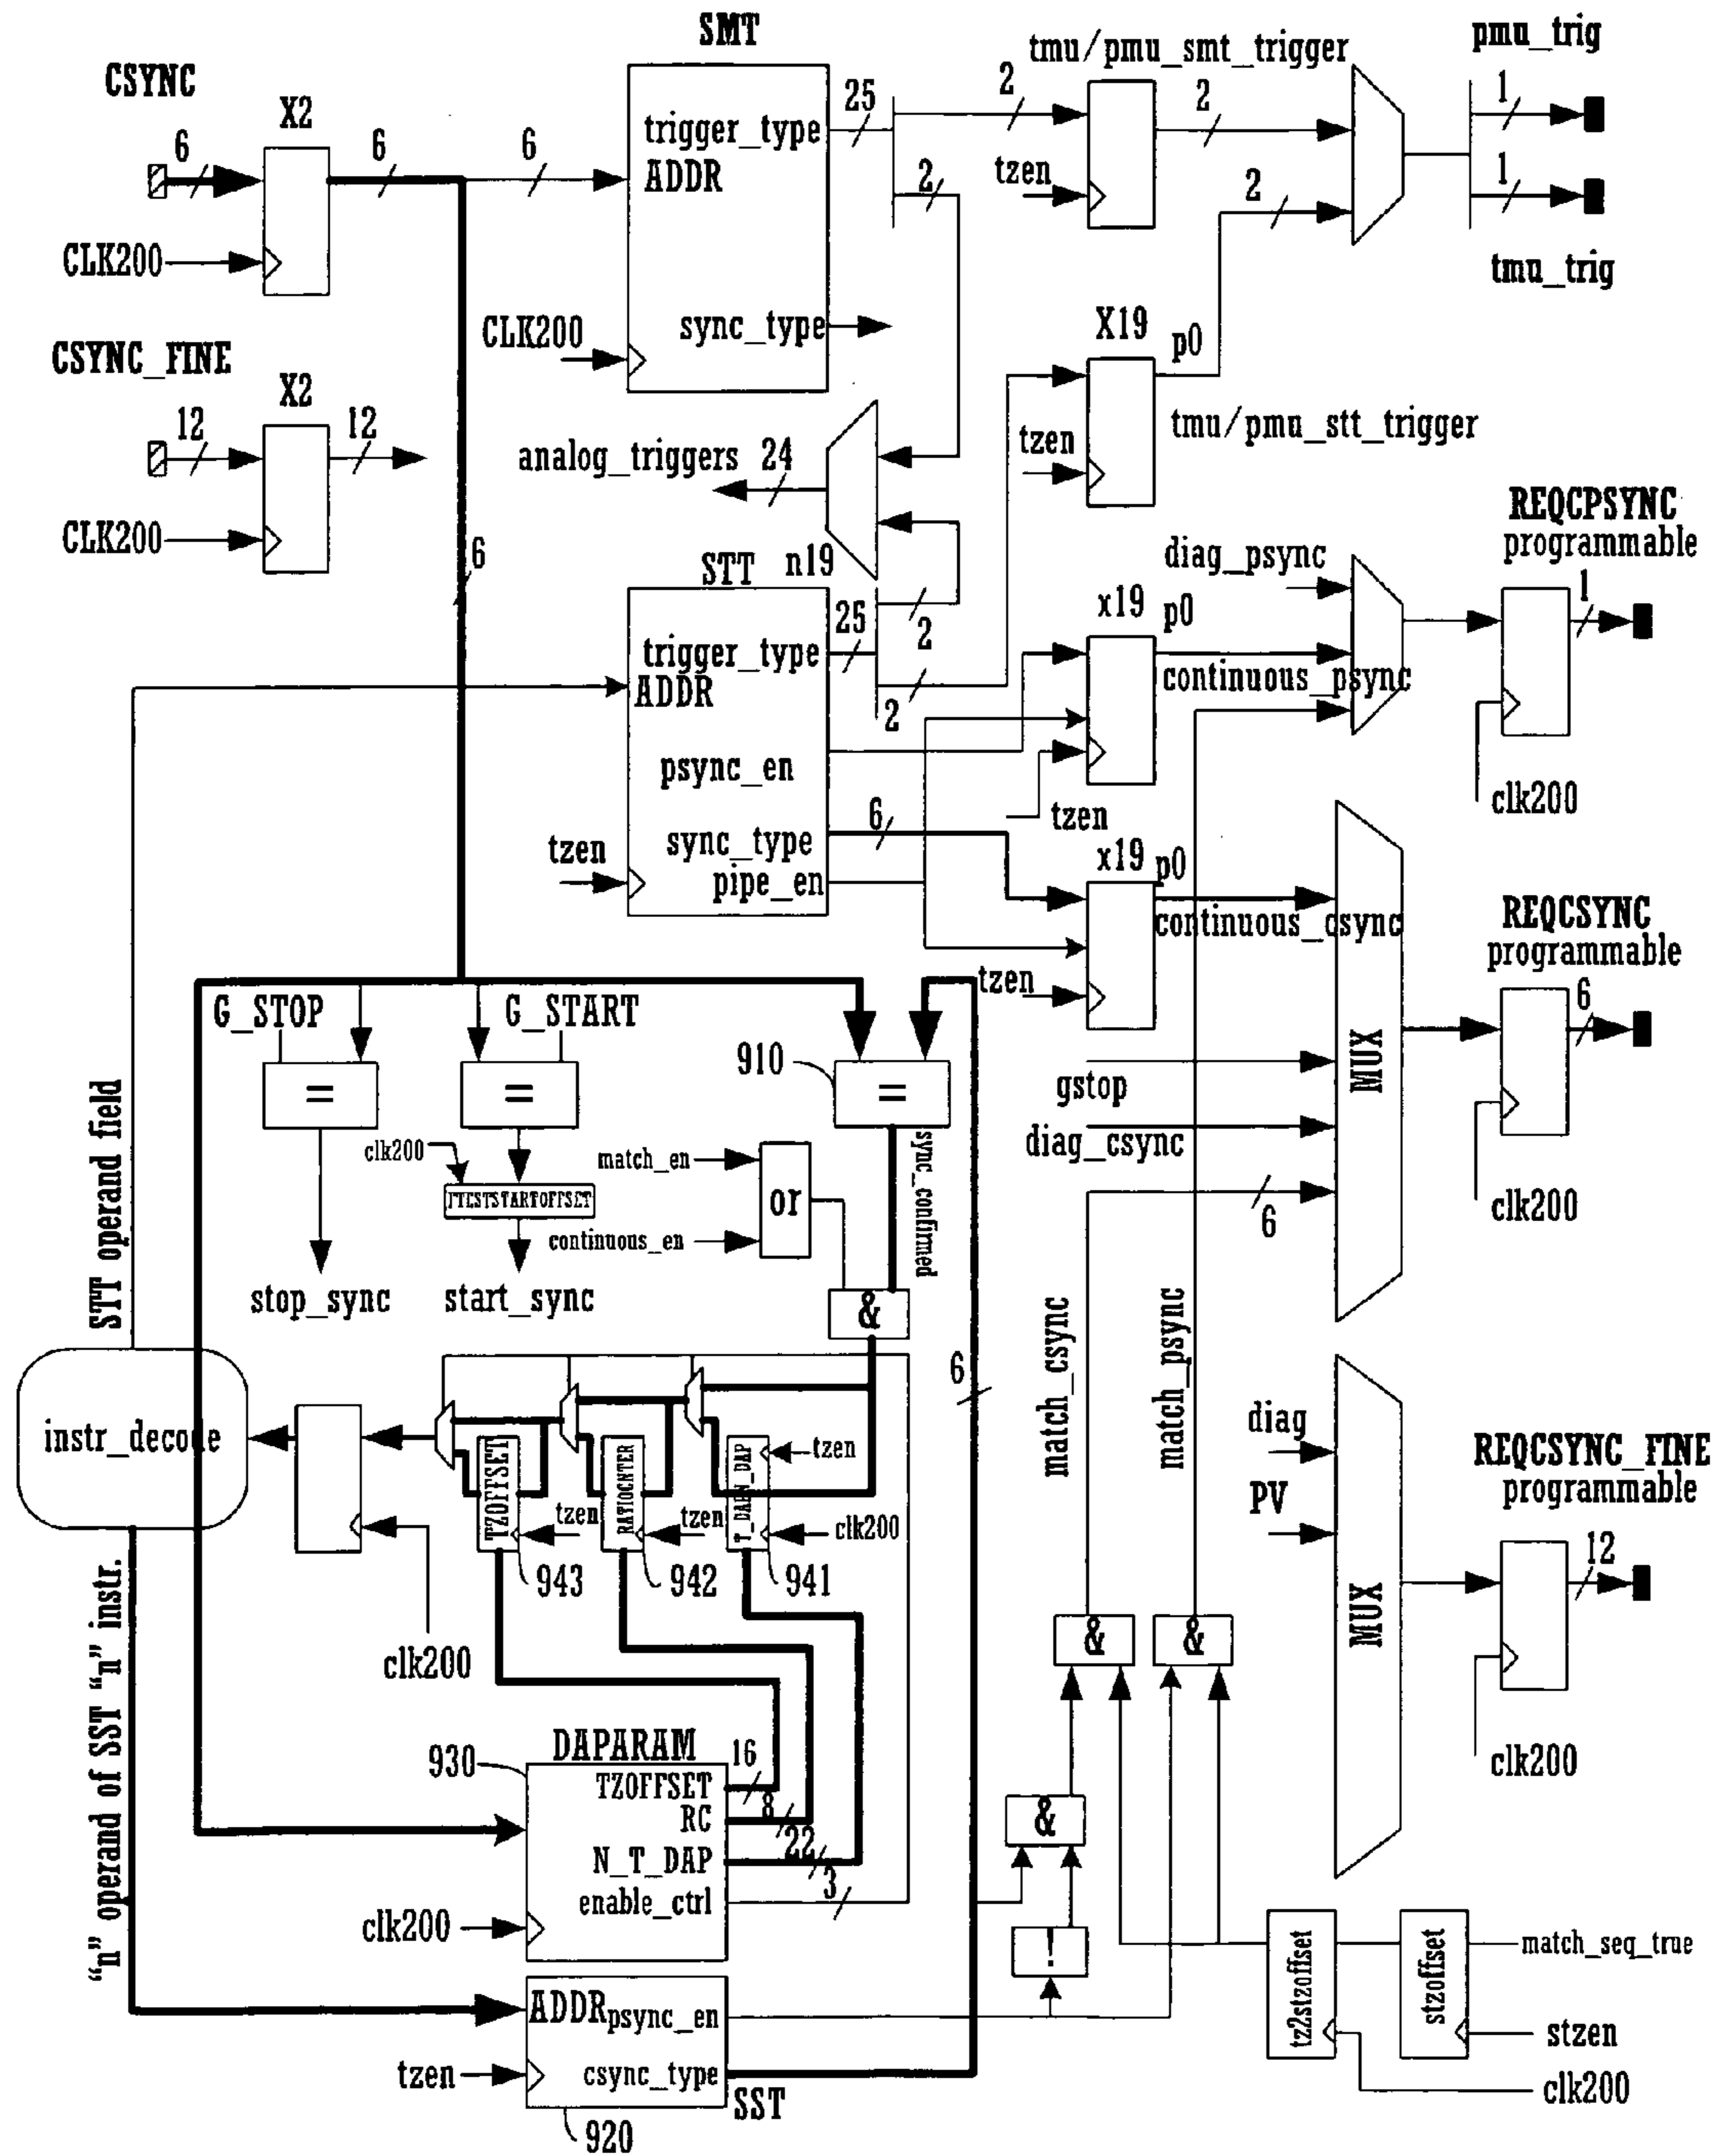 SMT
CSYNC
X2
6
6
6
CLK200
trigger_type
ADDR
25
2
2
CLK200
sync_type
tmu/pmu_smt_trigger
2
tzen
2
pmu_trig
1
1
tmu_trig
CSYNC_FINE
X2
12
12
CLK200
X19
p0
tzen
tmu/pmu_stt_trigger
analog_triggers
24
n19
6
STT
trigger_type
ADDR
25
2
2
psync_en
sync_type
pipe_en
6
tzen
diag_psync
x19
p0
continuous_psync
tzen
REQCPSYNC
programmable
1
clk200
x19
p0
continuous_csync
tzen
gstop
diag_csync
6
MUX
REQCSYNC
programmable
6
clk200
G_STOP
G_START
=
=
910
=
clk200
TTESTSTARTOFFSET
stop_sync
start_sync
match_en
or
continuous_en
sync_confirmed
&
STT operand field
6
match_csync
match_psync
instr_decode
TZOFFSET
tzen
943
RATIOCNTER
tzen
942
T_DAEN_DAP
tzen
clk200
941
clk200
diag
PV
MUX
REQCSYNC_FINE
programmable
12
clk200
&
&
"n" operand of SST "n" instr.
930
DAPARAM
TZOFFSET
RC
N_T_DAP
enable_ctrl
16
8
22
3
clk200
&
!
ADDR
psync_en
csync_type
tzen
SST
920
tz2stzoffset
stzoffset
match_seq_true
stzen
clk200